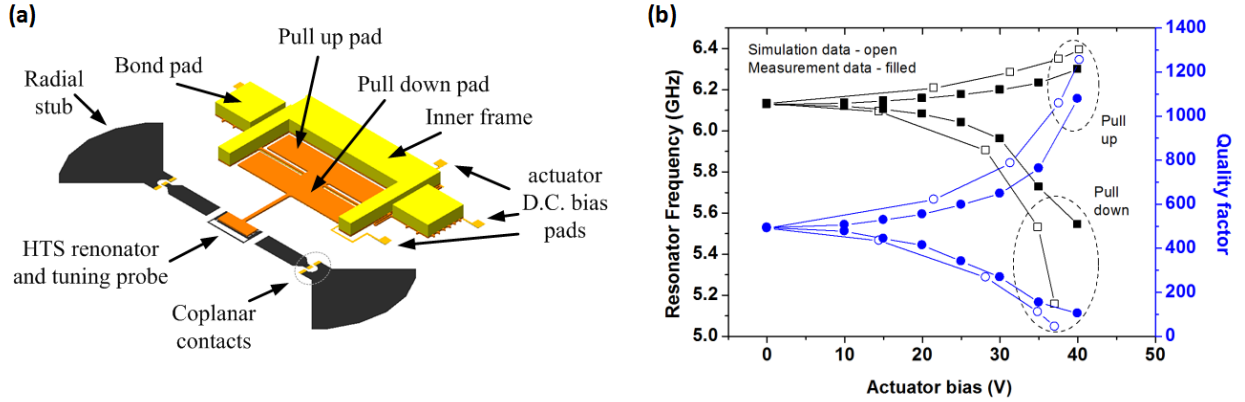 (a)
Pull up pad
Bond pad
Pull down pad
Radial
stub
Inner frame
actuator
D.C. bias
pads
HTS renonator
and tuning probe
Coplanar
contacts
(b)
Simulation data - open
Measurement data - filled
Pull
up
Pull
down
Resonator Frequency (GHz)
6.4
6.2
6.0
5.8
5.6
5.4
5.2
5.0
0
10
20
30
40
50
Actuator bias (V)
1400
1200
1000
800
600
400
200
0
Quality factor